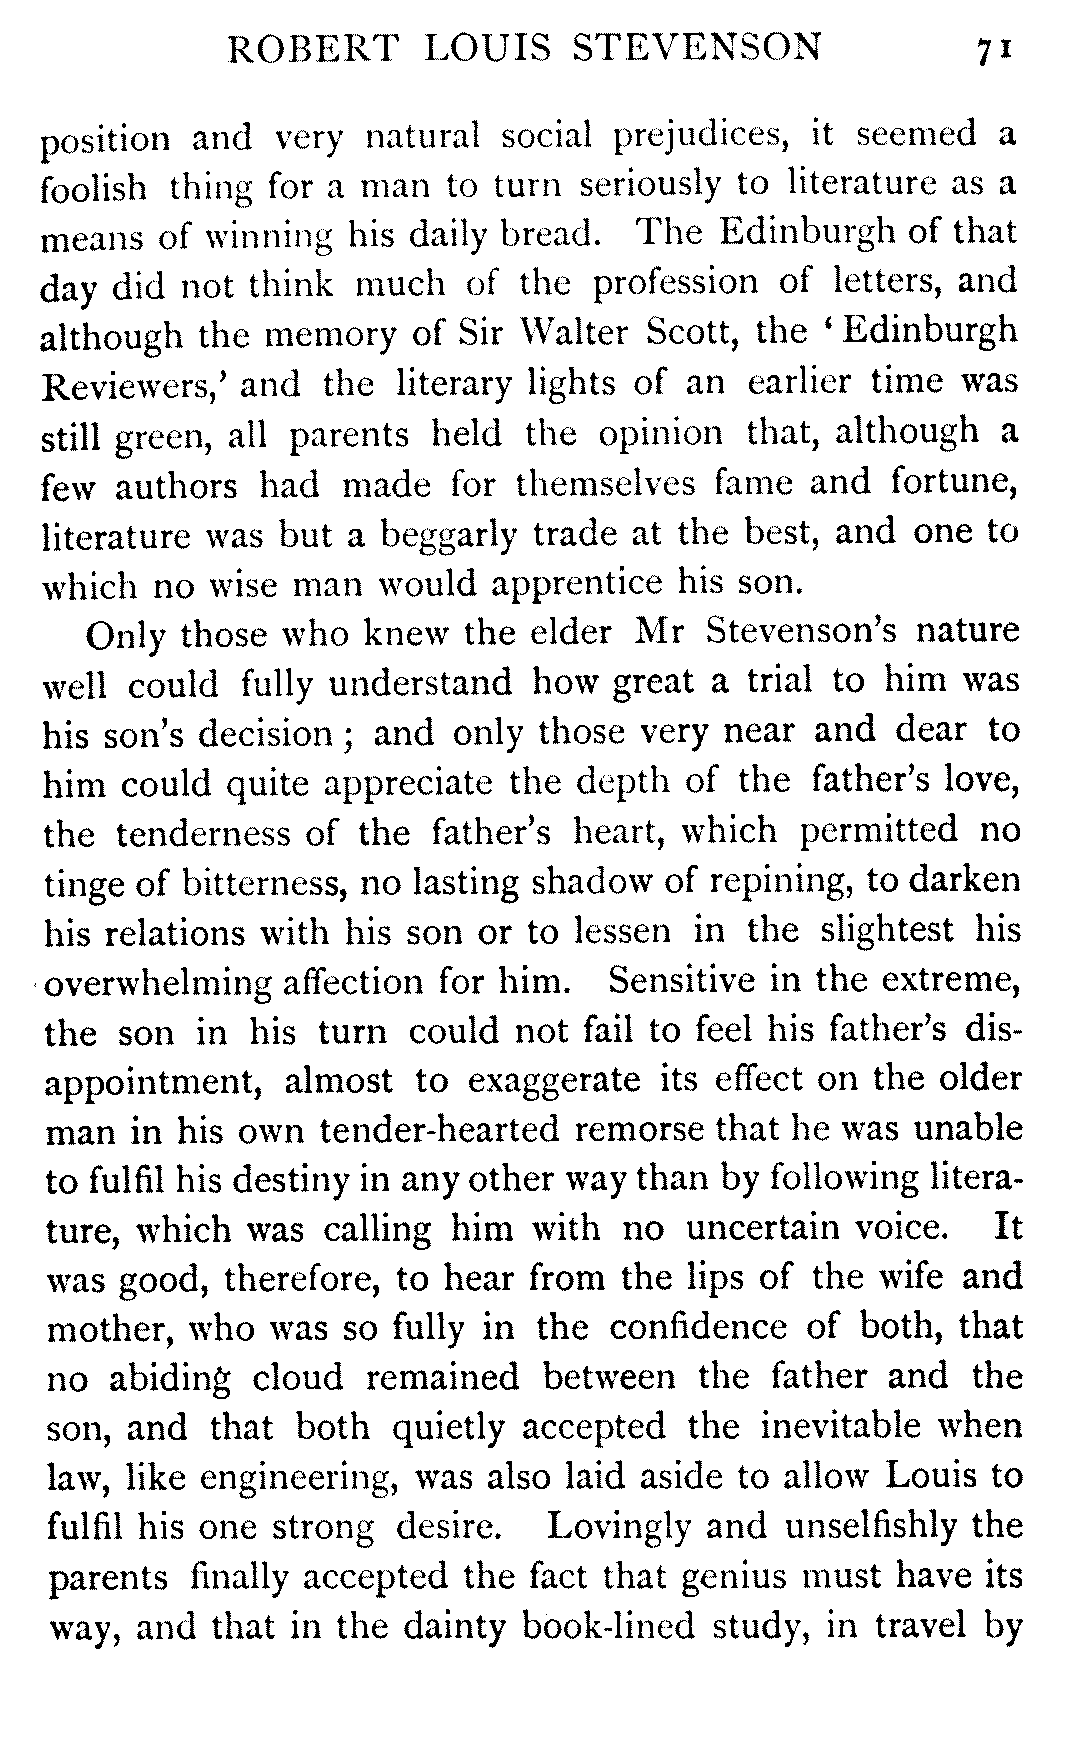 ROBERT LOUIS STEVENSON 71
position and very natural social prejudices, it seemed a
foolish thing for a man to turn seriously to literature as a
means of winning his daily bread. The Edinburgh of that
day did not think much of the profession of letters, and
although the memory of Sir Walter Scott, the ‘Edinburgh
Reviewers,’ and the literary lights of an earlier time was
still green, all parents held the opinion that, although a
few authors had made for themselves fame and fortune,
literature was but a beggarly trade at the best, and one to
which no wise man would apprentice his son.
Only those who knew the elder Mr Stevenson's nature
well could fully understand how great a trial to him was
his son's decision; and only those very near and dear to
him could quite appreciate the depth of the father's love,
the tenderness of the father's heart, which permitted no
tinge of bitterness, no lasting shadow of repining, to darken
his relations with his son or to lessen in the slightest his
overwhelming affection for him. Sensitive in the extreme,
the son in his turn could not fail to feel his father's dis-
appointment, almost to exaggerate its effect on the older
man in his own tender-hearted remorse that he was unable
to fulfil his destiny in any other way than by following litera-
ture, which was calling him with no uncertain voice. It
was good, therefore, to hear from the lips of the wife and
mother, who was so fully in the confidence of both, that
no abiding cloud remained between the father and the
son, and that both quietly accepted the inevitable when
law, like engineering, was also laid aside to allow Louis to
fulfil his one strong desire. Lovingly and unselfishly the
parents finally accepted the fact that genius must have its
way, and that in the dainty book-lined study, in travel by